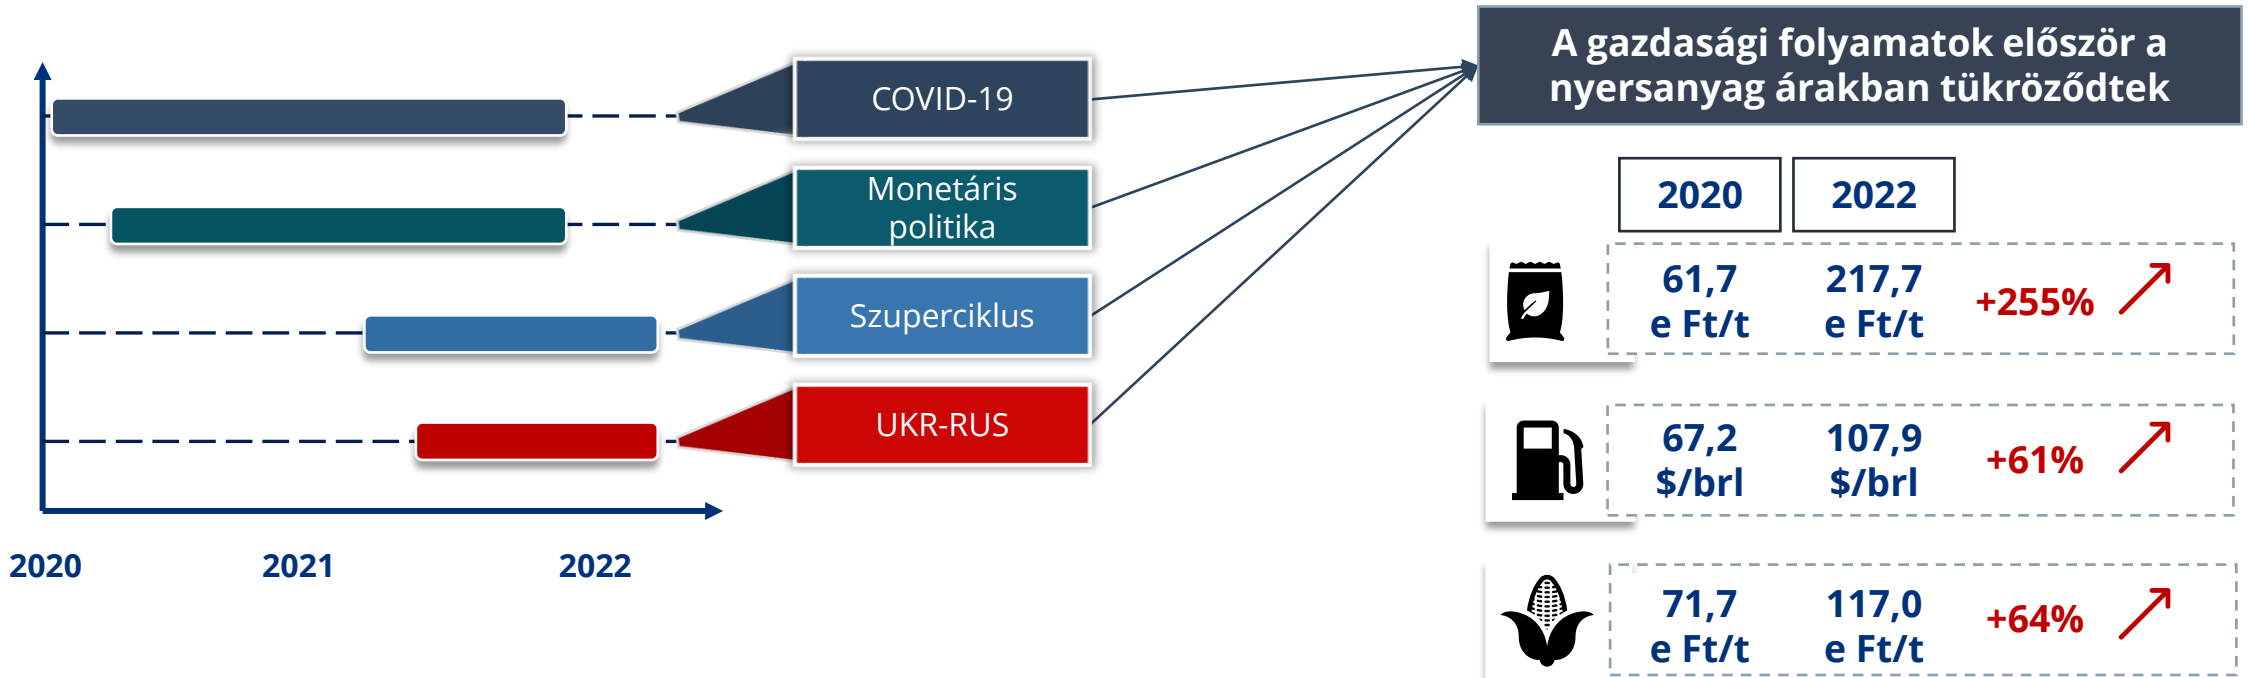 COVID-19
Monetáris
politika
Szuperciklus
UKR-RUS
2020
2021
2022
A gazdasági folyamatok először a
nyersanyag árakban tükröződtek
2020
2022
61,7
e Ft/t
217,7
e Ft/t
+255%
67,2
$/brl
107,9
$/brl
+61%
71,7
e Ft/t
117,0
e Ft/t
+64%